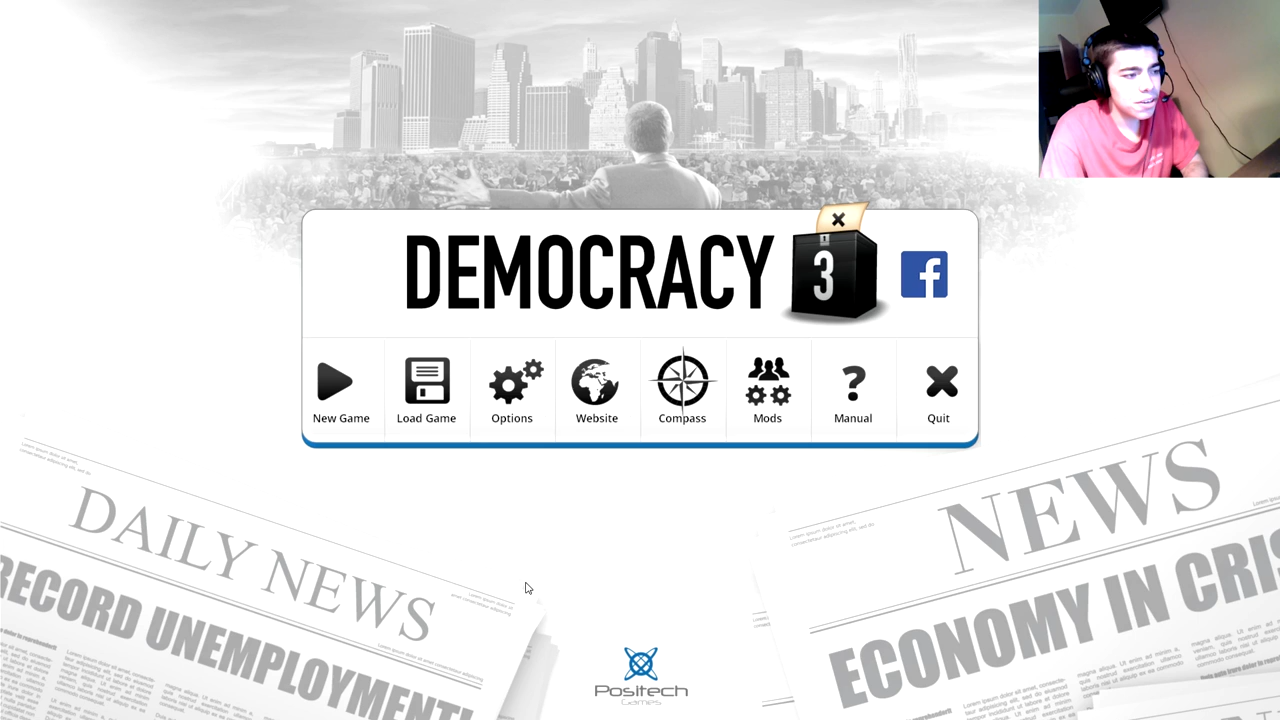 DEMOCRACY
3
New Game
Load Game
Options
Website
Compass
Mods
Manual
Quit
DAILY NEWS
RECORD UNEMPLOYMENT!
NEWS
ECONOMY IN CRIS
Positech
Games